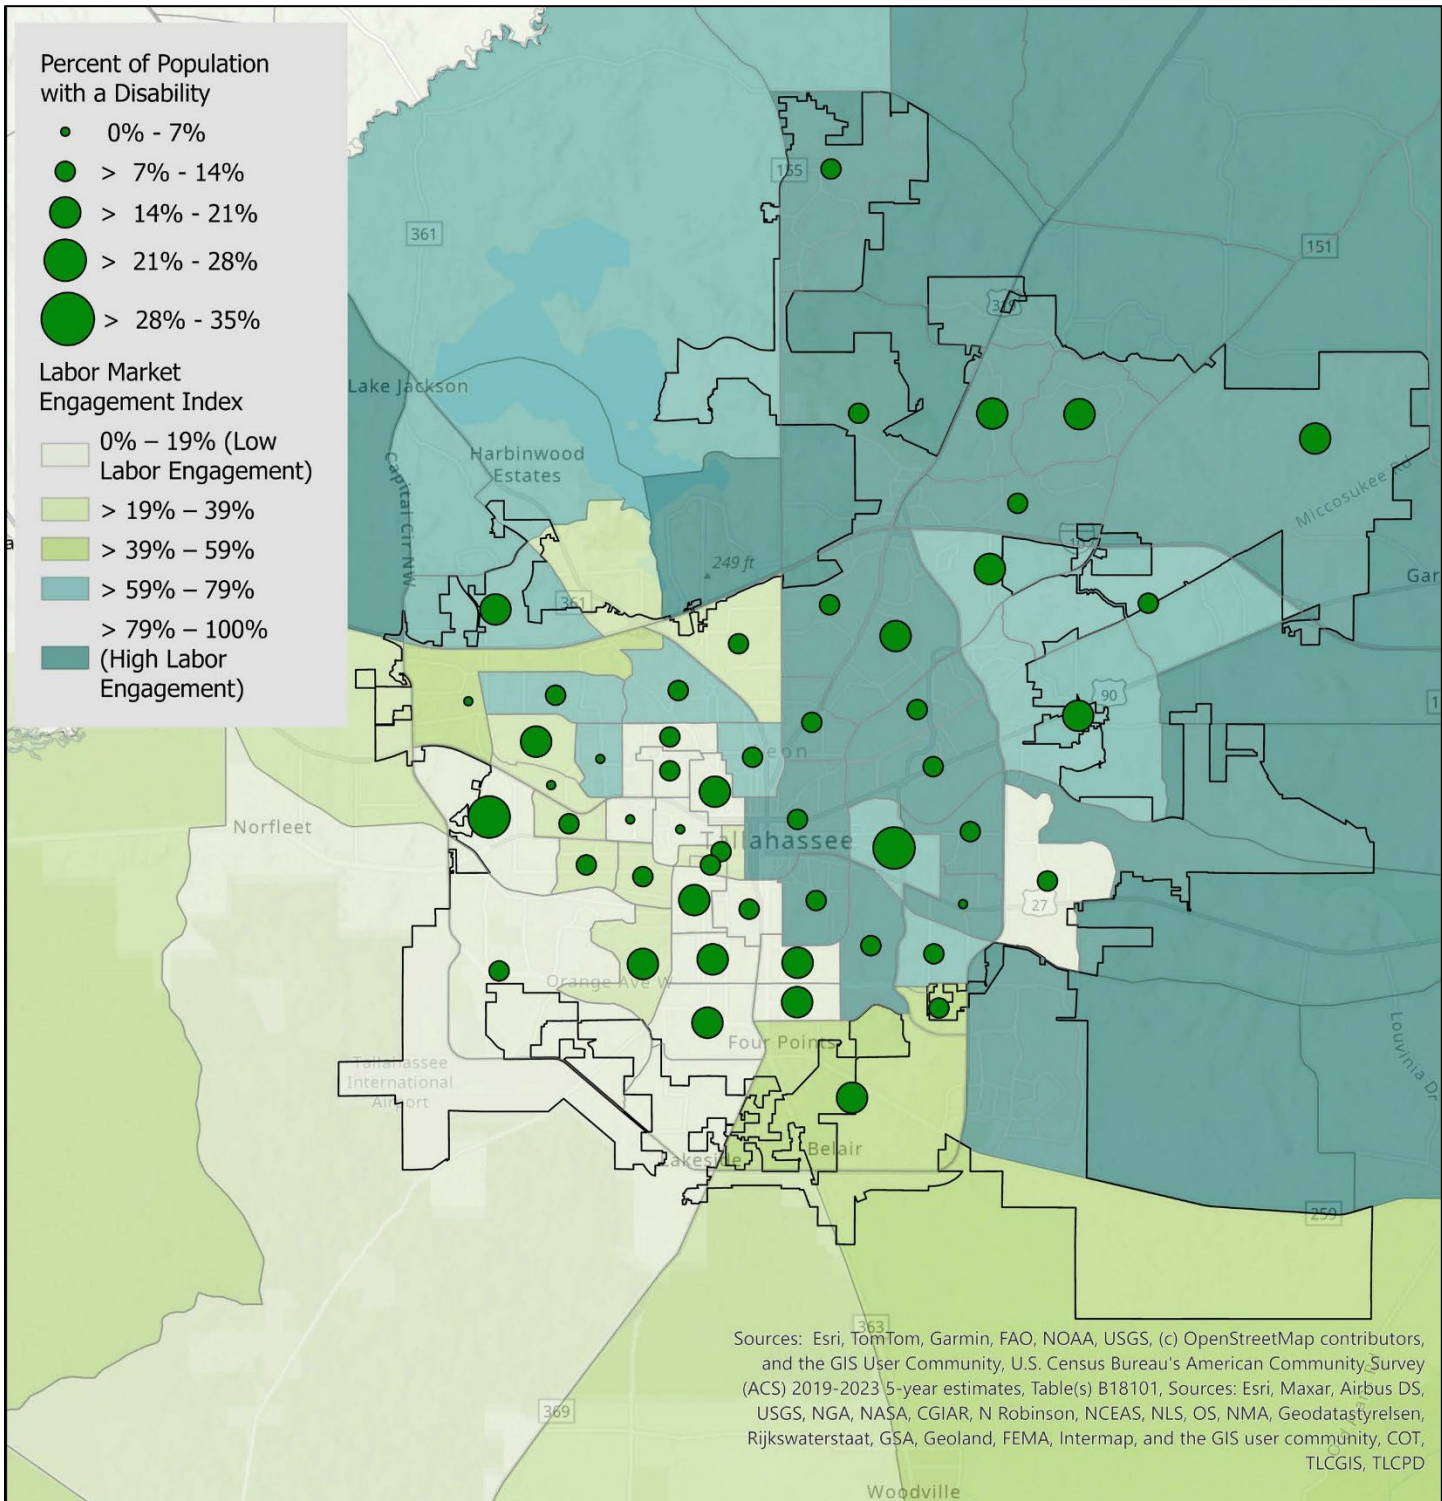 Percent of Population
with a Disability
0% - 7%
> 7% - 14%
> 14% - 21%
> 21% - 28%
> 28% - 35%
Labor Market
Engagement Index
0% – 19% (Low
Labor Engagement)
> 19% – 39%
> 39% – 59%
> 59% – 79%
> 79% – 100%
(High Labor
Engagement)
155
361
151
319
Lake Jackson
Harbinwood
Estates
Capital Cir NW
Miccosukee Rd
249 ft
Gar
361
90
eon
Norfleet
Tallahassee
27
Orange Ave W
Four Points
Tallahassee
International
Airport
Louvinia Dr
Belair
Lakeside
259
363
369
Woodville
Sources: Esri, TomTom, Garmin, FAO, NOAA, USGS, (c) OpenStreetMap contributors,
and the GIS User Community, U.S. Census Bureau's American Community Survey
(ACS) 2019-2023 5-year estimates, Table(s) B18101, Sources: Esri, Maxar, Airbus DS,
USGS, NGA, NASA, CGIAR, N Robinson, NCEAS, NLS, OS, NMA, Geodatastyrelsen,
Rijkswaterstaat, GSA, Geoland, FEMA, Intermap, and the GIS user community, COT,
TLCGIS, TLCPD